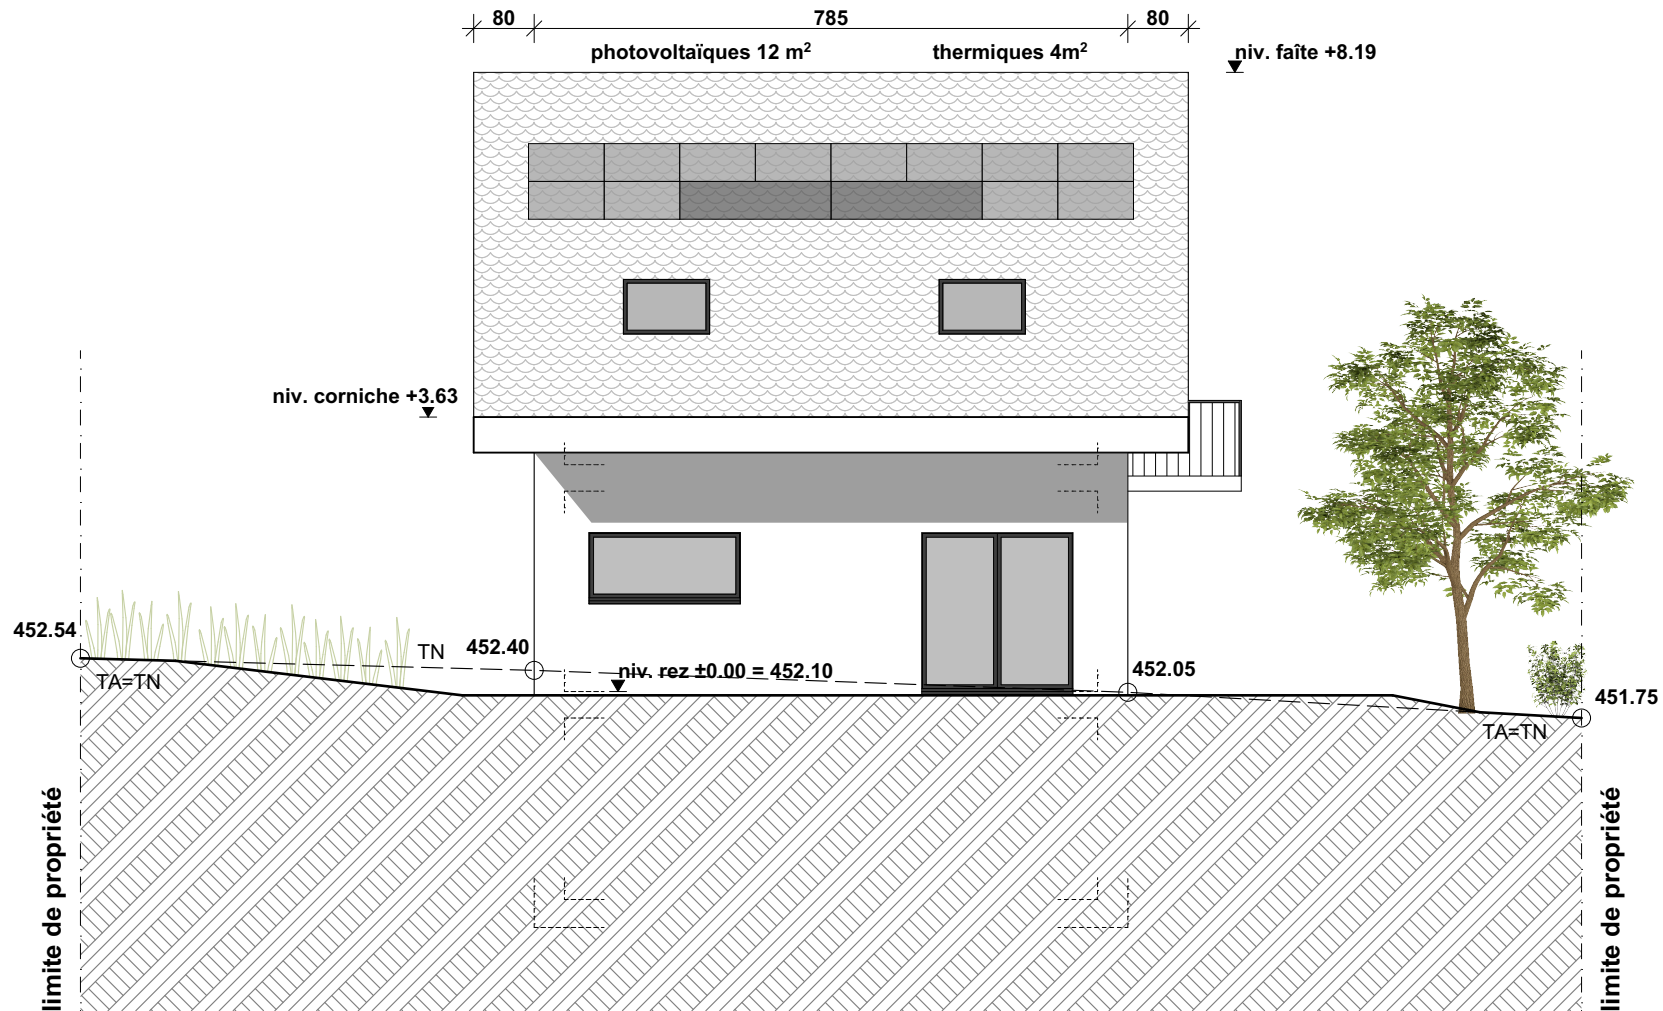 80
785
80
photovoltaïques 12 m²
thermiques 4m²
niv. faîte +8.19
niv. corniche +3.63
452.54
TN
452.40
niv. rez ±0.00 = 452.10
452.05
451.75
TA=TN
TA=TN
limite de propriété
limite de propriété